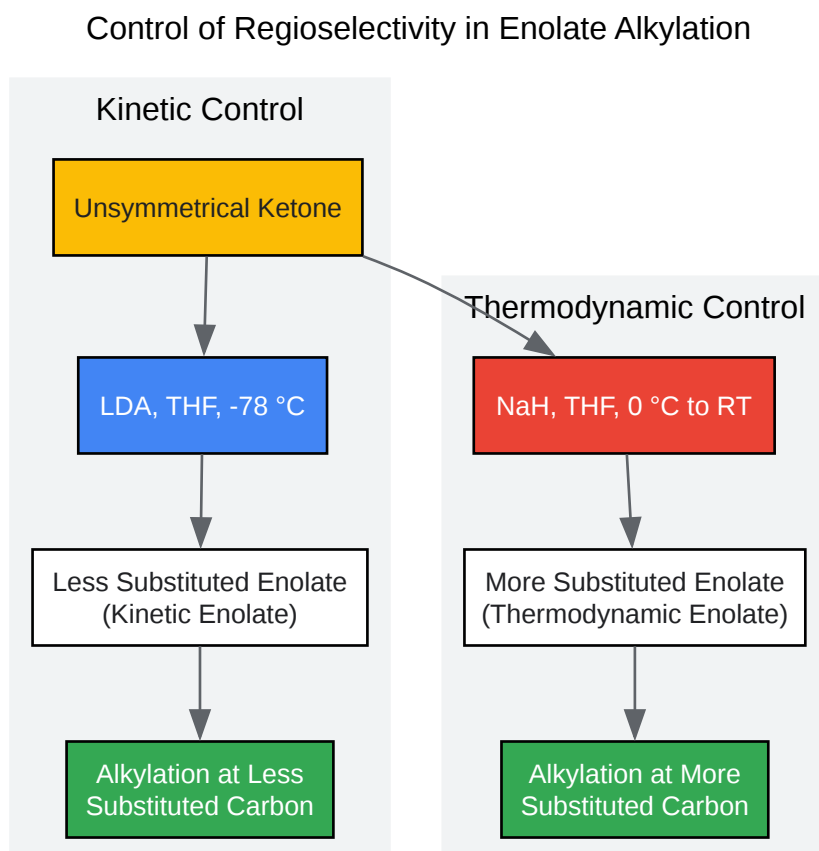 Control of Regioselectivity in Enolate Alkylation
Kinetic Control
Unsymmetrical Ketone
Thermodynamic Control
LDA, THF, -78 °C
NaH, THF, 0 °C to RT
Less Substituted Enolate
(Kinetic Enolate)
More Substituted Enolate
(Thermodynamic Enolate)
Alkylation at Less
Substituted Carbon
Alkylation at More
Substituted Carbon